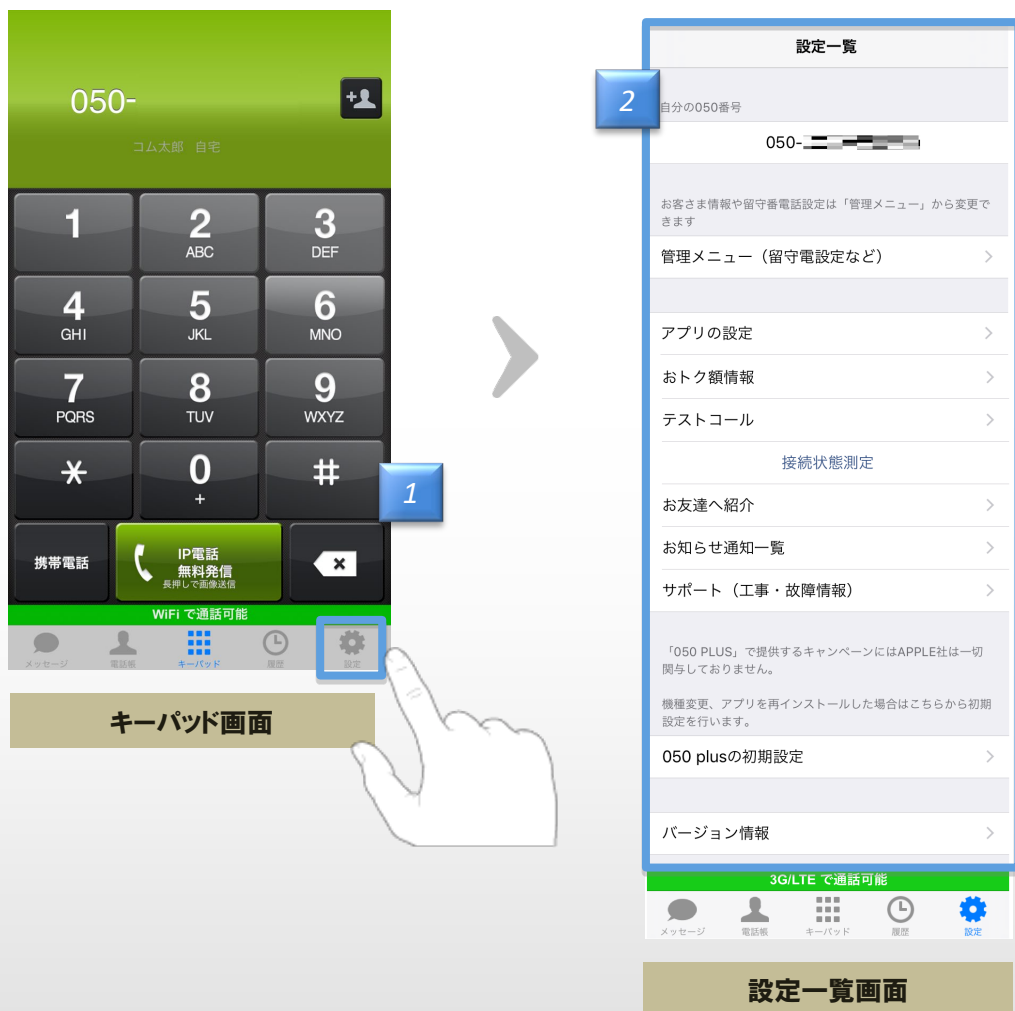 050-
コム太郎 自宅
1
2
ABC
3
DEF
4
GHI
5
JKL
6
MNO
7
PQRS
8
TUV
9
WXYZ
*
0
+
#
1
携帯電話
IP電話
無料発信
長押しで画像送信
WiFi で通話可能
メッセージ
電話帳
キーパッド
履歴
設定
キーパッド画面
2
設定一覧
自分の050番号
050-
お客さま情報や留守番電話設定は「管理メニュー」から変更で
きます
管理メニュー（留守電設定など）
アプリの設定
おトク額情報
テストコール
接続状態測定
お友達へ紹介
お知らせ通知一覧
サポート（工事・故障情報）
「050 PLUS」で提供するキャンペーンにはAPPLE社は一切
関与しておりません。
機種変更、アプリを再インストールした場合はこちらから初期
設定を行います。
050 plusの初期設定
バージョン情報
3G/LTE で通話可能
メッセージ
電話帳
キーパッド
履歴
設定
設定一覧画面